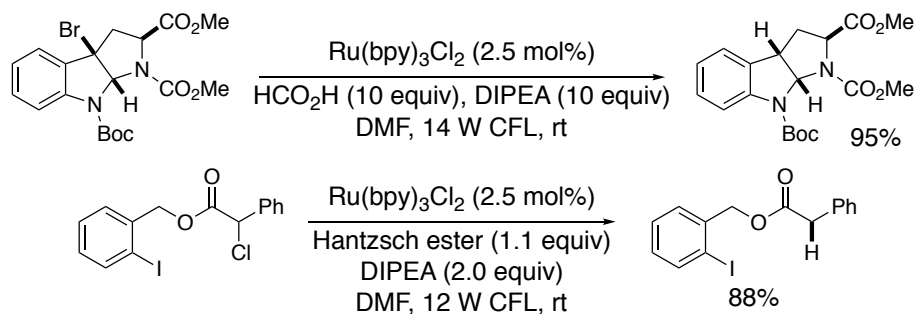 Br
CO₂Me
N
O
OMe
N
H
Boc
Ru(bpy)₃Cl₂ (2.5 mol%)
HCO₂H (10 equiv), DIPEA (10 equiv)
DMF, 14 W CFL, rt
H
CO₂Me
N
O
OMe
N
H
Boc
95%
O
O
Ph
Cl
I
Ru(bpy)₃Cl₂ (2.5 mol%)
Hantzsch ester (1.1 equiv)
DIPEA (2.0 equiv)
DMF, 12 W CFL, rt
O
O
Ph
H
I
88%